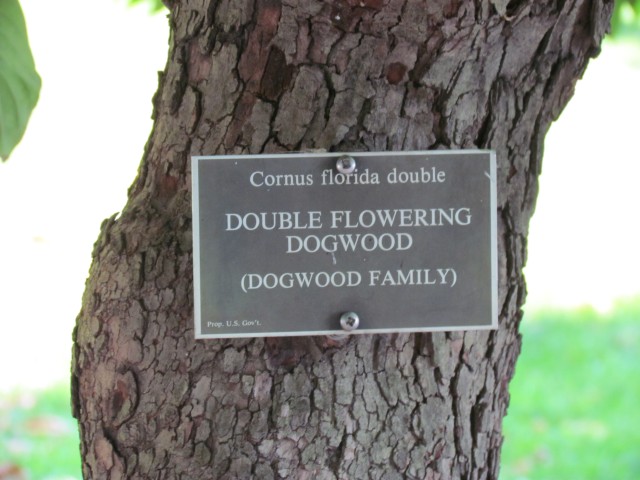 Cornus florida double
DOUBLE FLOWERING
DOGWOOD
(DOGWOOD FAMILY)
Prop. U.S. Gov't.